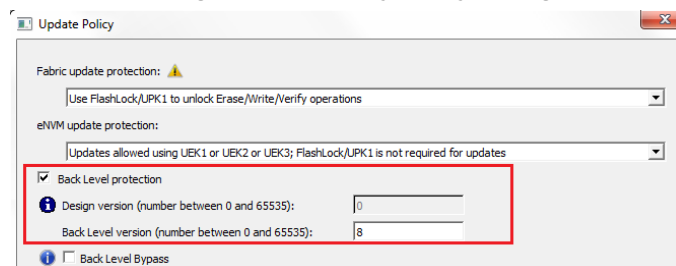 Update Policy
Fabric update protection:
Use FlashLock/UPK1 to unlock Erase/Write/Verify operations
eNVM update protection:
Updates allowed using UEK1 or UEK2 or UEK3; FlashLock/UPK1 is not required for updates
Back Level protection
Design version (number between 0 and 65535): 0
Back Level version (number between 0 and 65535): 8
Back Level Bypass